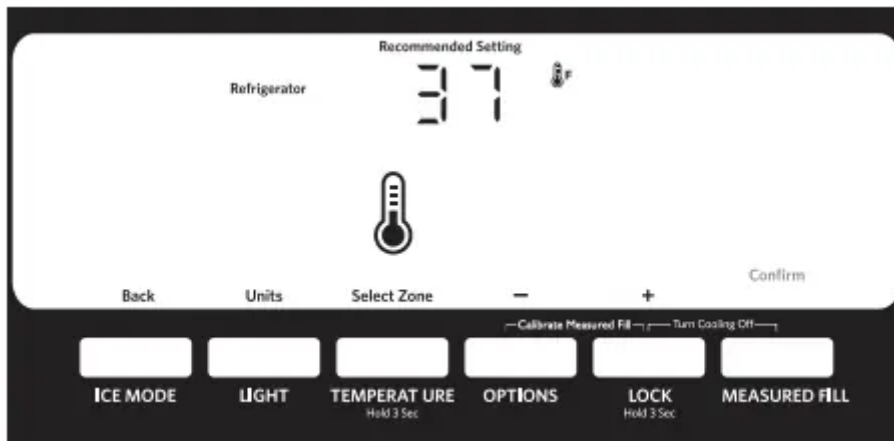 Recommended Setting
Refrigerator 37 F
Confirm
Back Units Select Zone − +
Calibrate Measured Fill Turn Cooling Off
ICE MODE LIGHT TEMPERAT URE OPTIONS LOCK MEASURED FILL
Hold 3 Sec Hold 3 Sec